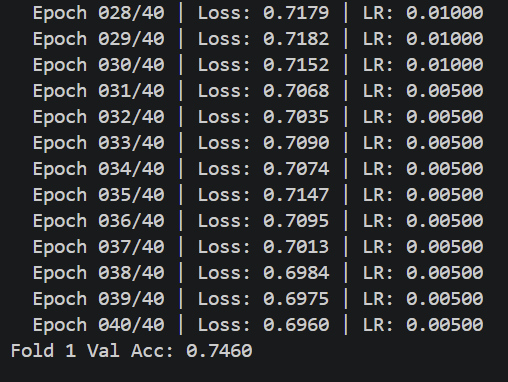 Epoch 028/40 | Loss: 0.7179 | LR: 0.01000
Epoch 029/40 | Loss: 0.7182 | LR: 0.01000
Epoch 030/40 | Loss: 0.7152 | LR: 0.01000
Epoch 031/40 | Loss: 0.7068 | LR: 0.00500
Epoch 032/40 | Loss: 0.7035 | LR: 0.00500
Epoch 033/40 | Loss: 0.7090 | LR: 0.00500
Epoch 034/40 | Loss: 0.7074 | LR: 0.00500
Epoch 035/40 | Loss: 0.7147 | LR: 0.00500
Epoch 036/40 | Loss: 0.7095 | LR: 0.00500
Epoch 037/40 | Loss: 0.7013 | LR: 0.00500
Epoch 038/40 | Loss: 0.6984 | LR: 0.00500
Epoch 039/40 | Loss: 0.6975 | LR: 0.00500
Epoch 040/40 | Loss: 0.6960 | LR: 0.00500
Fold 1 Val Acc: 0.7460